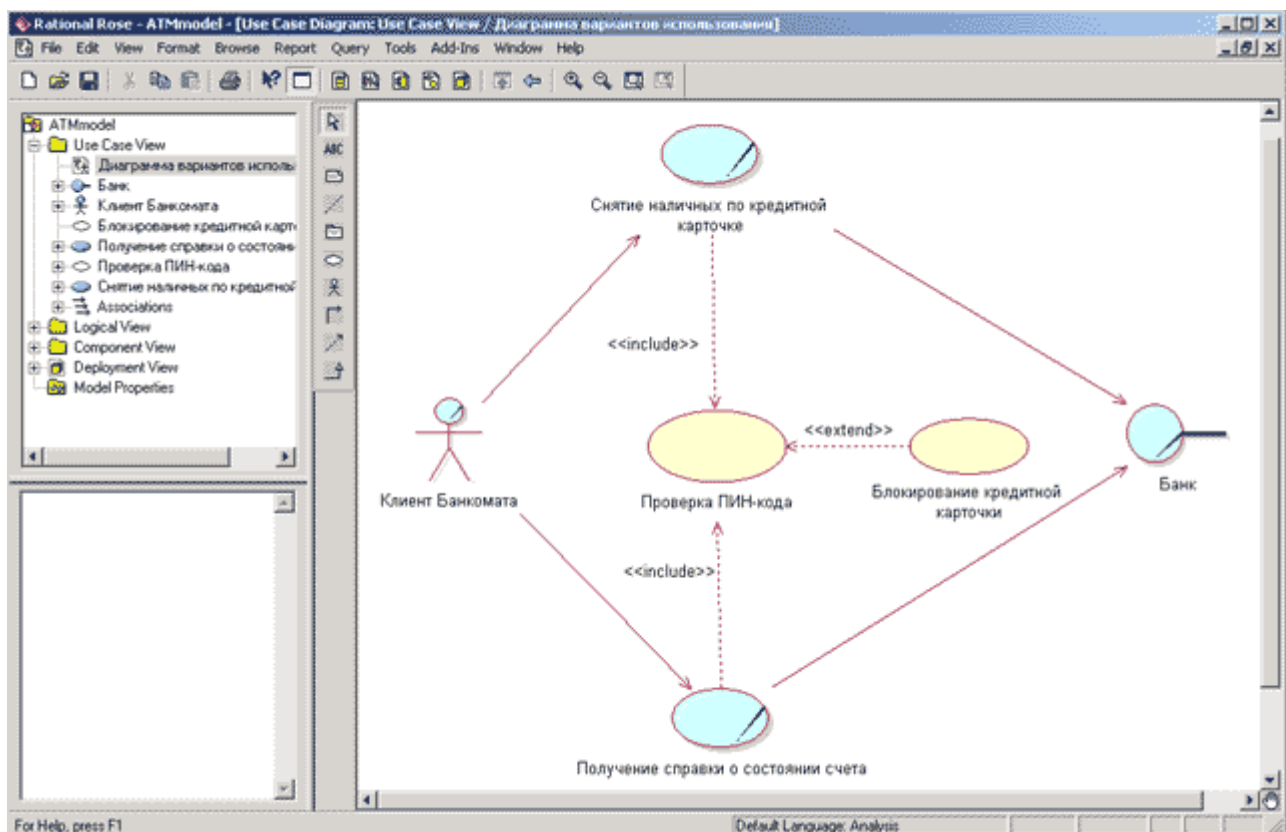 Rational Rose - ATMmodel - [Use Case Diagram: Use Case View / Диаграмма вариантов использования]
File Edit View Format Browse Report Query Tools Add-Ins Window Help
ATMmodel
Use Case View
Диаграмма вариантов исполь
Банк
Клиент Банкомата
Блокирование кредитной карт
Получение справки о состояни
Проверка ПИН-кода
Снятие наличных по кредитной
Associations
Logical View
Component View
Deployment View
Model Properties
ABC
Снятие наличных по кредитной
карточке
<<include>>
<<extend>>
Клиент Банкомата
Проверка ПИН-кода
Блокирование кредитной
карточки
Банк
<<include>>
Получение справки о состоянии счета
For Help, press F1
Default Language: Analysis